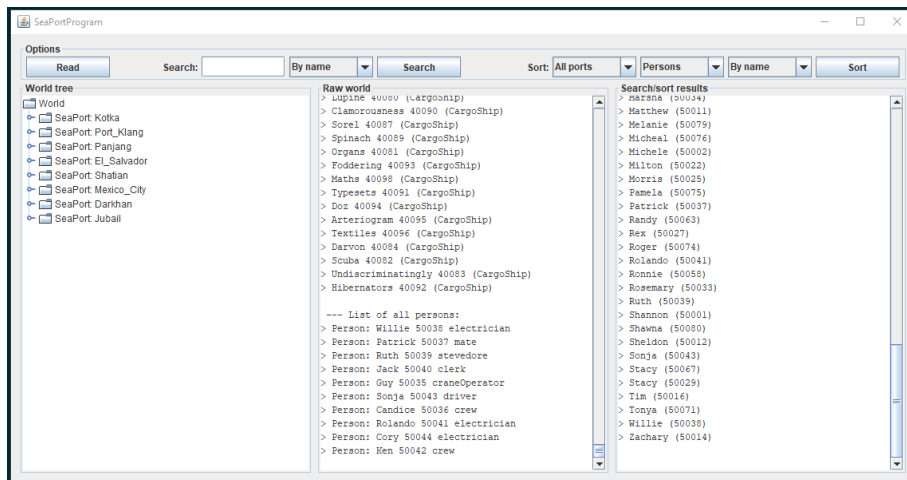 SeaPortProgram
Options
Read Search: By name Search Sort: All ports Persons By name Sort
World tree
World
SeaPort: Kotka
SeaPort: Port_Klang
SeaPort: Panjang
SeaPort: El_Salvador
SeaPort: Shatian
SeaPort: Mexico_City
SeaPort: Darkhan
SeaPort: Jubail
Raw world
> Lupine 40080 (CargoShip)
> Clamorousness 40090 (CargoShip)
> Sorel 40087 (CargoShip)
> Spinach 40089 (CargoShip)
> Organs 40081 (CargoShip)
> Foddering 40093 (CargoShip)
> Maths 40098 (CargoShip)
> Typesets 40091 (CargoShip)
> Doz 40094 (CargoShip)
> Arteriogram 40095 (CargoShip)
> Textiles 40096 (CargoShip)
> Darvon 40084 (CargoShip)
> Scuba 40082 (CargoShip)
> Undiscriminatingly 40083 (CargoShip)
> Hibernators 40092 (CargoShip)
--- List of all persons:
> Person: Willie 50038 electrician
> Person: Patrick 50037 mate
> Person: Ruth 50039 stevedore
> Person: Jack 50040 clerk
> Person: Guy 50035 craneOperator
> Person: Sonja 50043 driver
> Person: Candice 50036 crew
> Person: Rolando 50041 electrician
> Person: Cory 50044 electrician
> Person: Ken 50042 crew
Search/sort results
> Marsha (50034)
> Matthew (50011)
> Melanie (50079)
> Micheal (50076)
> Michele (50002)
> Milton (50022)
> Morris (50025)
> Pamela (50075)
> Patrick (50037)
> Randy (50063)
> Rex (50027)
> Roger (50074)
> Rolando (50041)
> Ronnie (50058)
> Rosemary (50033)
> Ruth (50039)
> Shannon (50001)
> Shawna (50080)
> Sheldon (50012)
> Sonja (50043)
> Stacy (50067)
> Stacy (50029)
> Tim (50016)
> Tonya (50071)
> Willie (50038)
> Zachary (50014)